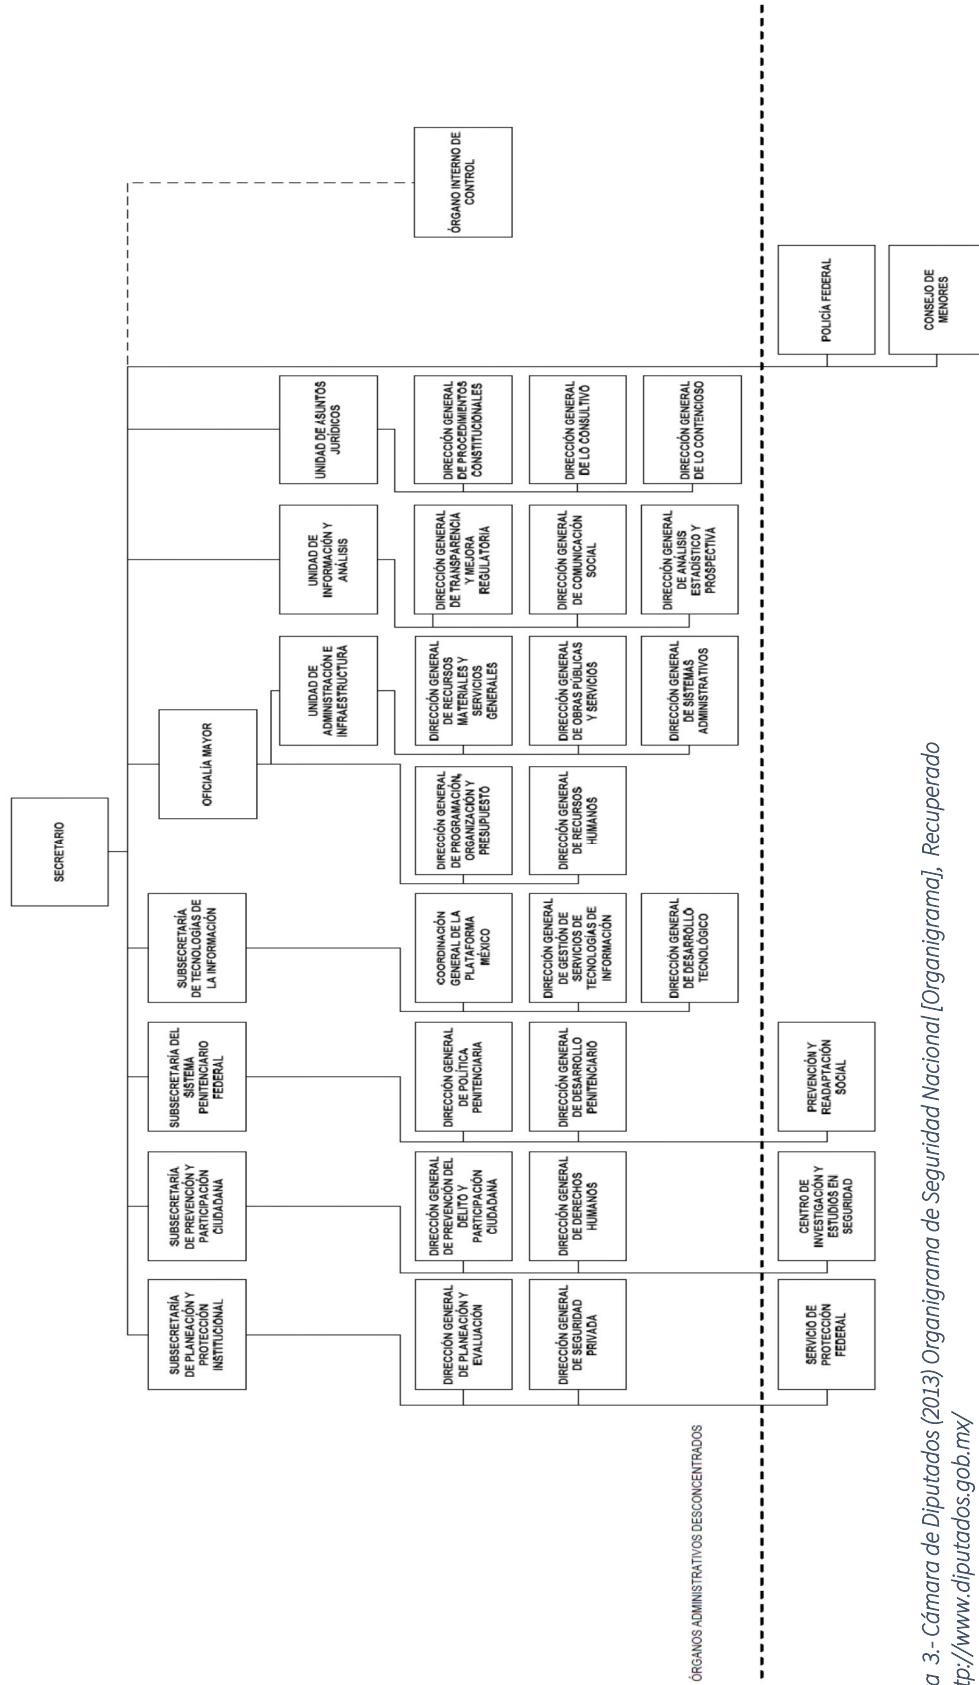 SECRETARIO
SUBSECRETARÍA
DE PLANEACIÓN Y
PROTECCIÓN
INSTITUCIONAL
SUBSECRETARÍA
DE PREVENCIÓN Y
PARTICIPACIÓN
CIUDADANA
SUBSECRETARÍA DEL
SISTEMA
PENITENCIARIO
FEDERAL
SUBSECRETARÍA
DE TECNOLOGÍAS DE
LA INFORMACIÓN
OFICIALÍA MAYOR
UNIDAD DE
ADMINISTRACIÓN E
INFRAESTRUCTURA
UNIDAD DE
INFORMACIÓN Y
ANÁLISIS
UNIDAD DE ASUNTOS
JURÍDICOS
DIRECCIÓN GENERAL
DE PLANEACIÓN Y
EVALUACIÓN
DIRECCIÓN GENERAL
DE PREVENCIÓN DEL
DELITO Y
PARTICIPACIÓN
CIUDADANA
DIRECCIÓN GENERAL
DE POLÍTICA
PENITENCIARIA
COORDINACIÓN
GENERAL DE LA
PLATAFORMA
MÉXICO
DIRECCIÓN GENERAL
DE PROGRAMACIÓN,
ORGANIZACIÓN Y
PRESUPUESTO
DIRECCIÓN GENERAL
DE RECURSOS
MATERIALES Y
SERVICIOS
GENERALES
DIRECCIÓN GENERAL
DE TRANSPARENCIA
Y MEJORA
REGULATORIA
DIRECCIÓN GENERAL
DE PROCEDIMIENTOS
CONSTITUCIONALES
ÓRGANO INTERNO DE
CONTROL
DIRECCIÓN GENERAL
DE SEGURIDAD
PRIVADA
DIRECCIÓN GENERAL
DE DERECHOS
HUMANOS
DIRECCIÓN GENERAL
DE DESARROLLO
PENITENCIARIO
DIRECCIÓN GENERAL
DE GESTIÓN DE
SERVICIOS DE
TECNOLOGÍAS DE
INFORMACIÓN
DIRECCIÓN GENERAL
DE RECURSOS
HUMANOS
DIRECCIÓN GENERAL
DE OBRAS PÚBLICAS
Y SERVICIOS
DIRECCIÓN GENERAL
DE COMUNICACIÓN
SOCIAL
DIRECCIÓN GENERAL
DE LO CONSULTIVO
DIRECCIÓN GENERAL
DE DESARROLLO
TECNOLÓGICO
DIRECCIÓN GENERAL
DE SISTEMAS
ADMINISTRATIVOS
DIRECCIÓN GENERAL
DE ANÁLISIS
ESTADÍSTICO Y
PROSPECTIVA
DIRECCIÓN GENERAL
DE LO CONTENCIOSO
ÓRGANOS ADMINISTRATIVOS DESCONCENTRADOS
SERVICIO DE
PROTECCIÓN
FEDERAL
CENTRO DE
INVESTIGACIÓN Y
ESTUDIOS EN
SEGURIDAD
PREVENCIÓN Y
READAPTACIÓN
SOCIAL
POLICÍA FEDERAL
CONSEJO DE
MENORES
a 3.- Cámara de Diputados (2013) Organigrama de Seguridad Nacional [Organigrama], Recuperado
tp://www.diputados.gob.mx/